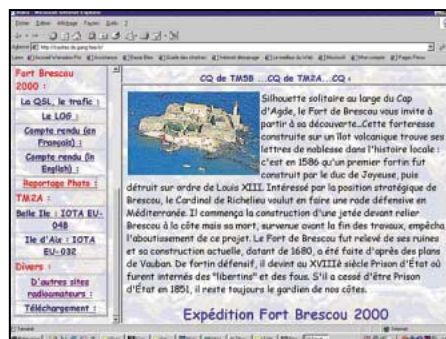 Fichier Edition Affichage Favoris Outils ?
Fort Brescou
2000 :
La QSL, le trafic :
Le LOG :
Compte rendu (en
Français) :
Compte rendu (in
English) :
Reportage Photo :
TM2A :
Belle Ile : IOTA EU-
048
Ile d'Aix : IOTA
EU-032
Divers :
D'autres sites
radioamateurs :
Téléchargement :
CQ de TM5B ...CQ de TM2A...CQ
Silhouette solitaire au large du Cap
d'Agde, le Fort de Brescou vous invite à
partir à sa découverte..Cette forteresse
construite sur un îlot volcanique trouve ses
lettres de noblesse dans l'histoire locale :
c'est en 1586 qu'un premier fortin fut
construit par le duc de Joyeuse, puis
détruit sur ordre de Louis XIII. Intéressé par la position stratégique de
Brescou, le Cardinal de Richelieu voulut en faire une rade défensive en
Méditerranée. Il commença la construction d'une jetée devant relier
Brescou à la côte mais sa mort, survenue avant la fin des travaux, empêcha
l'aboutissement de ce projet. Le Fort de Brescou fut relevé de ses ruines
et sa construction actuelle, datant de 1680, a été faite d'après des plans
de Vauban. De fortin défensif, il devint au XVIIIè siècle Prison d'État où
furent internés des "libertins" et des fous. S'il a cessé d'être Prison
d'État en 1851, il reste toujours le gardien de nos côtes.
Expédition Fort Brescou 2000